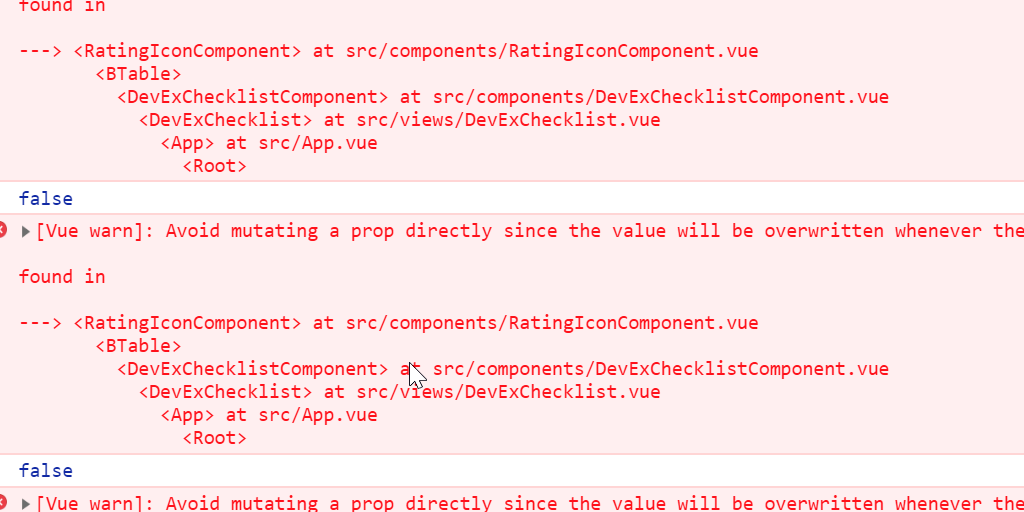 found in
---> <RatingIconComponent> at src/components/RatingIconComponent.vue
<BTable>
<DevExChecklistComponent> at src/components/DevExChecklistComponent.vue
<DevExChecklist> at src/views/DevExChecklist.vue
<App> at src/App.vue
<Root>
false
[Vue warn]: Avoid mutating a prop directly since the value will be overwritten whenever the
found in
---> <RatingIconComponent> at src/components/RatingIconComponent.vue
<BTable>
<DevExChecklistComponent> at src/components/DevExChecklistComponent.vue
<DevExChecklist> at src/views/DevExChecklist.vue
<App> at src/App.vue
<Root>
false
[Vue warn]: Avoid mutating a prop directly since the value will be overwritten whenever the